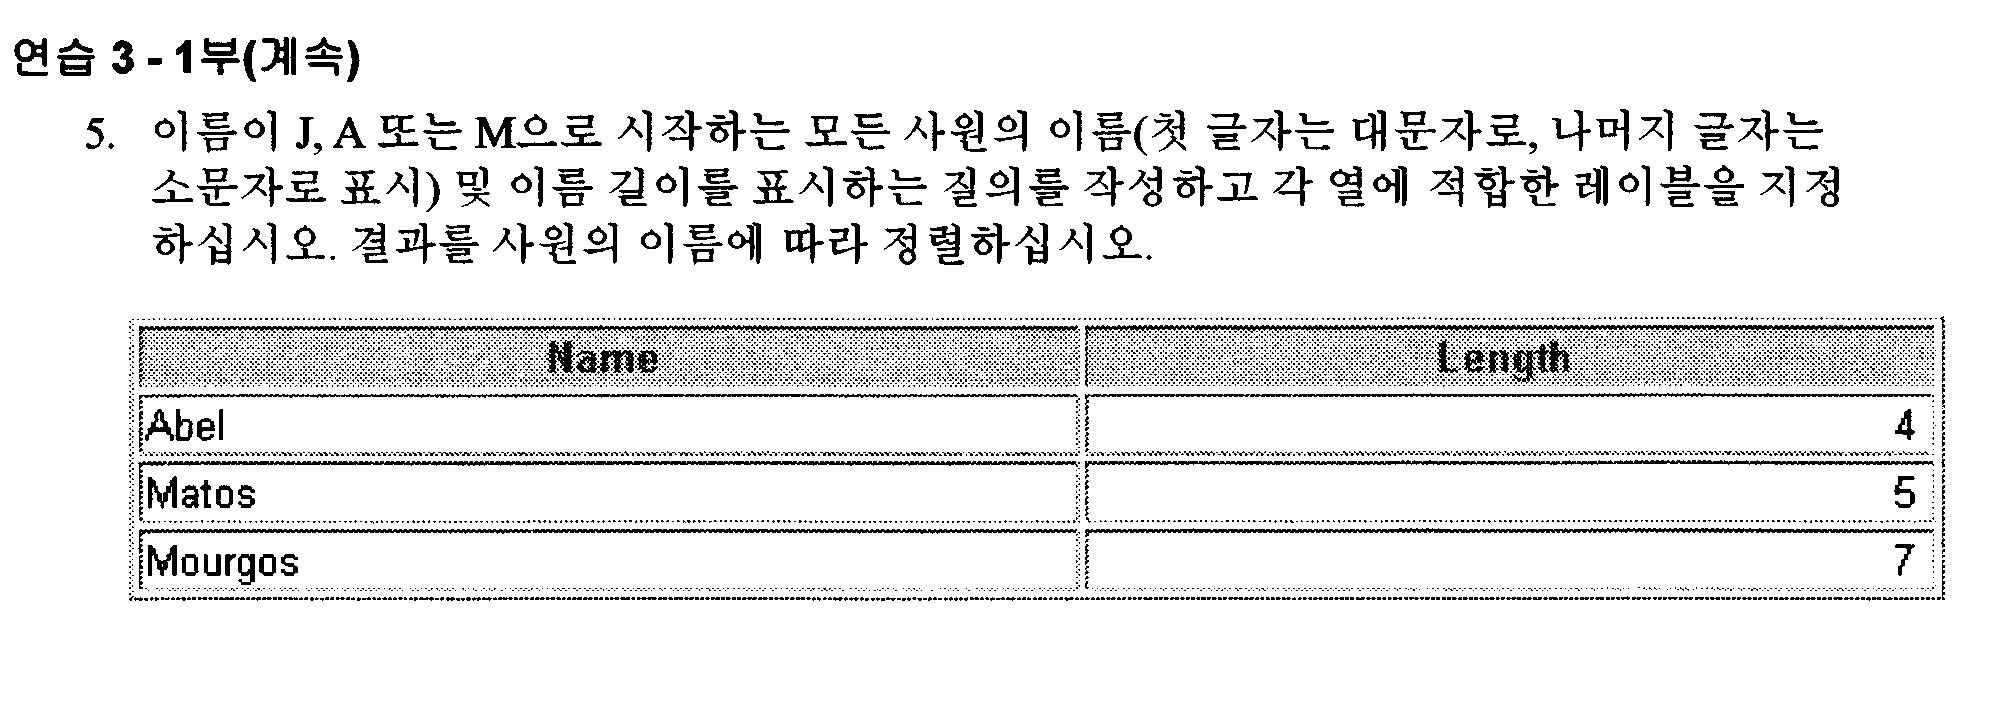 연습 3 - 1부(계속)
5. 이름이 J, A 또는 M으로 시작하는 모든 사원의 이름(첫 글자는 대문자로, 나머지 글자는
소문자로 표시) 및 이름 길이를 표시하는 질의를 작성하고 각 열에 적합한 레이블을 지정
하십시오. 결과를 사원의 이름에 따라 정렬하십시오.
Name Length
Abel 4
Matos 5
Mourgos 7